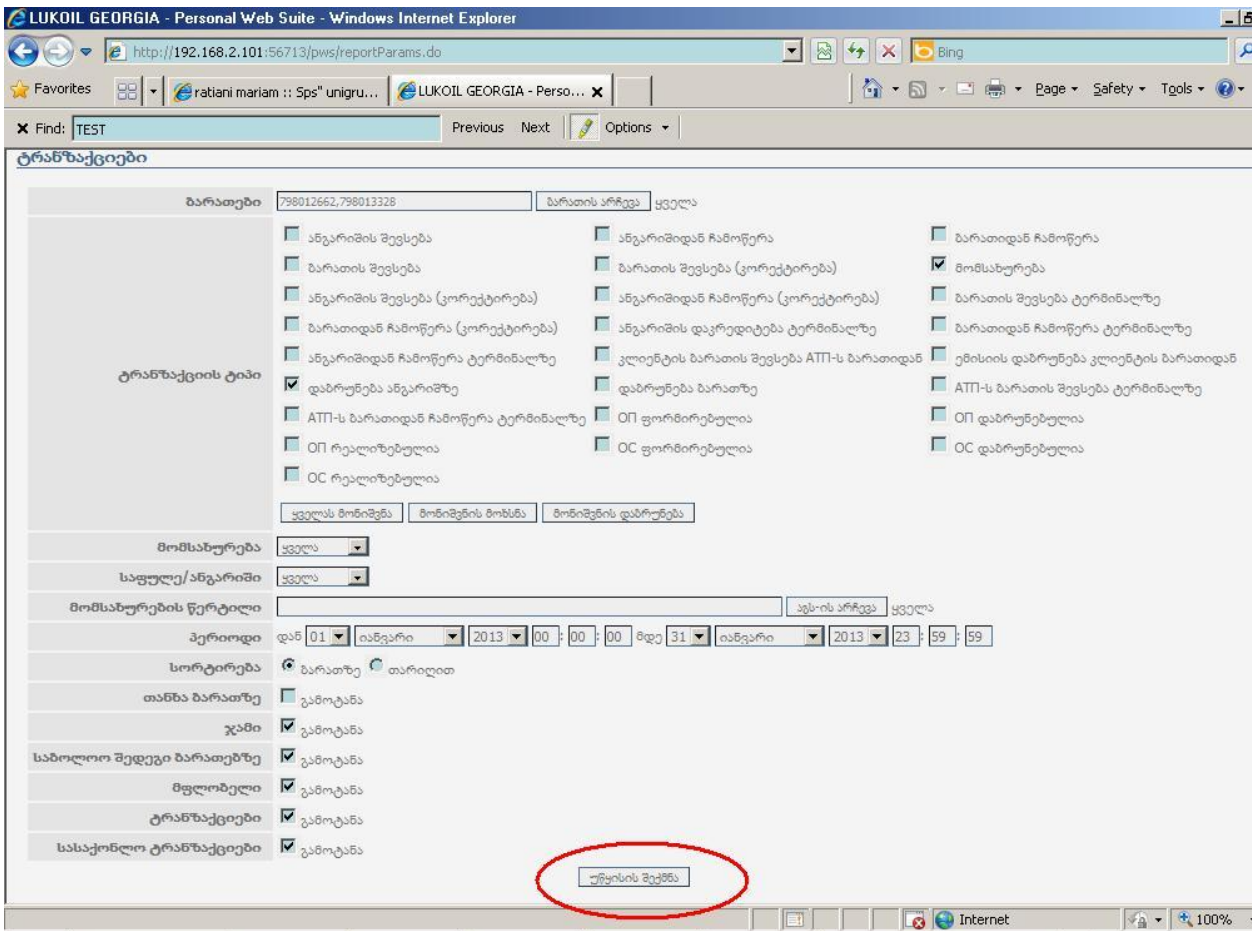 LUKOIL GEORGIA - Personal Web Suite - Windows Internet Explorer
http://192.168.2.101:56713/pws/reportParams.do Bing
Favorites ratiani mariam :: Sps" unigru... LUKOIL GEORGIA - Perso... X Page Safety Tools
X Find: TEST Previous Next Options
ტრანზაქციები
ბარათები 798012662,798013328 ბარათის არჩევა ყველა
ანგარიშის შევსება ანგარიშიდან ჩამოწერა ბარათიდან ჩამოწერა
ბარათის შევსება ბარათის შევსება (კორექტირება) მომსახურება
ანგარიშის შევსება (კორექტირება) ანგარიშიდან ჩამოწერა (კორექტირება) ბარათის შევსება ტერმინალზე
ბარათიდან ჩამოწერა (კორექტირება) ანგარიშის დაკრედიტება ტერმინალზე ბარათიდან ჩამოწერა ტერმინალზე
ანგარიშიდან ჩამოწერა ტერმინალზე კლიენტის ბარათის შევსება АТП-ს ბარათიდან ემისიის დაბრუნება კლიენტის ბარათიდან
ტრანზაქციის ტიპი
დაბრუნება ანგარიშზე დაბრუნება ბარათზე АТП-ს ბარათის შევსება ტერმინალზე
АТП-ს ბარათიდან ჩამოწერა ტერმინალზე ОП ფორმირებულია ОП დაბრუნებულია
ОП რეალიზებულია ОС ფორმირებულია ОС დაბრუნებულია
ОС რეალიზებულია
ყველას მონიშვნა მონიშვნის მოხსნა მონიშვნის დაბრუნება
მომსახურება ყველა
საფულე/ანგარიში ყველა
მომსახურების წერტილი აგს-ის არჩევა ყველა
პერიოდი დან 01 იანვარი 2013 00 : 00 : 00 მდე 31 იანვარი 2013 23 : 59 : 59
სორტირება ბარათზე თარიღით
თანხა ბარათზე გამოტანა
ჯამი გამოტანა
საბოლოო შედეგი ბარათებზე გამოტანა
მფლობელი გამოტანა
ტრანზაქციები გამოტანა
სასაქონლო ტრანზაქციები გამოტანა
უწყისის შექმნა
Internet 100%